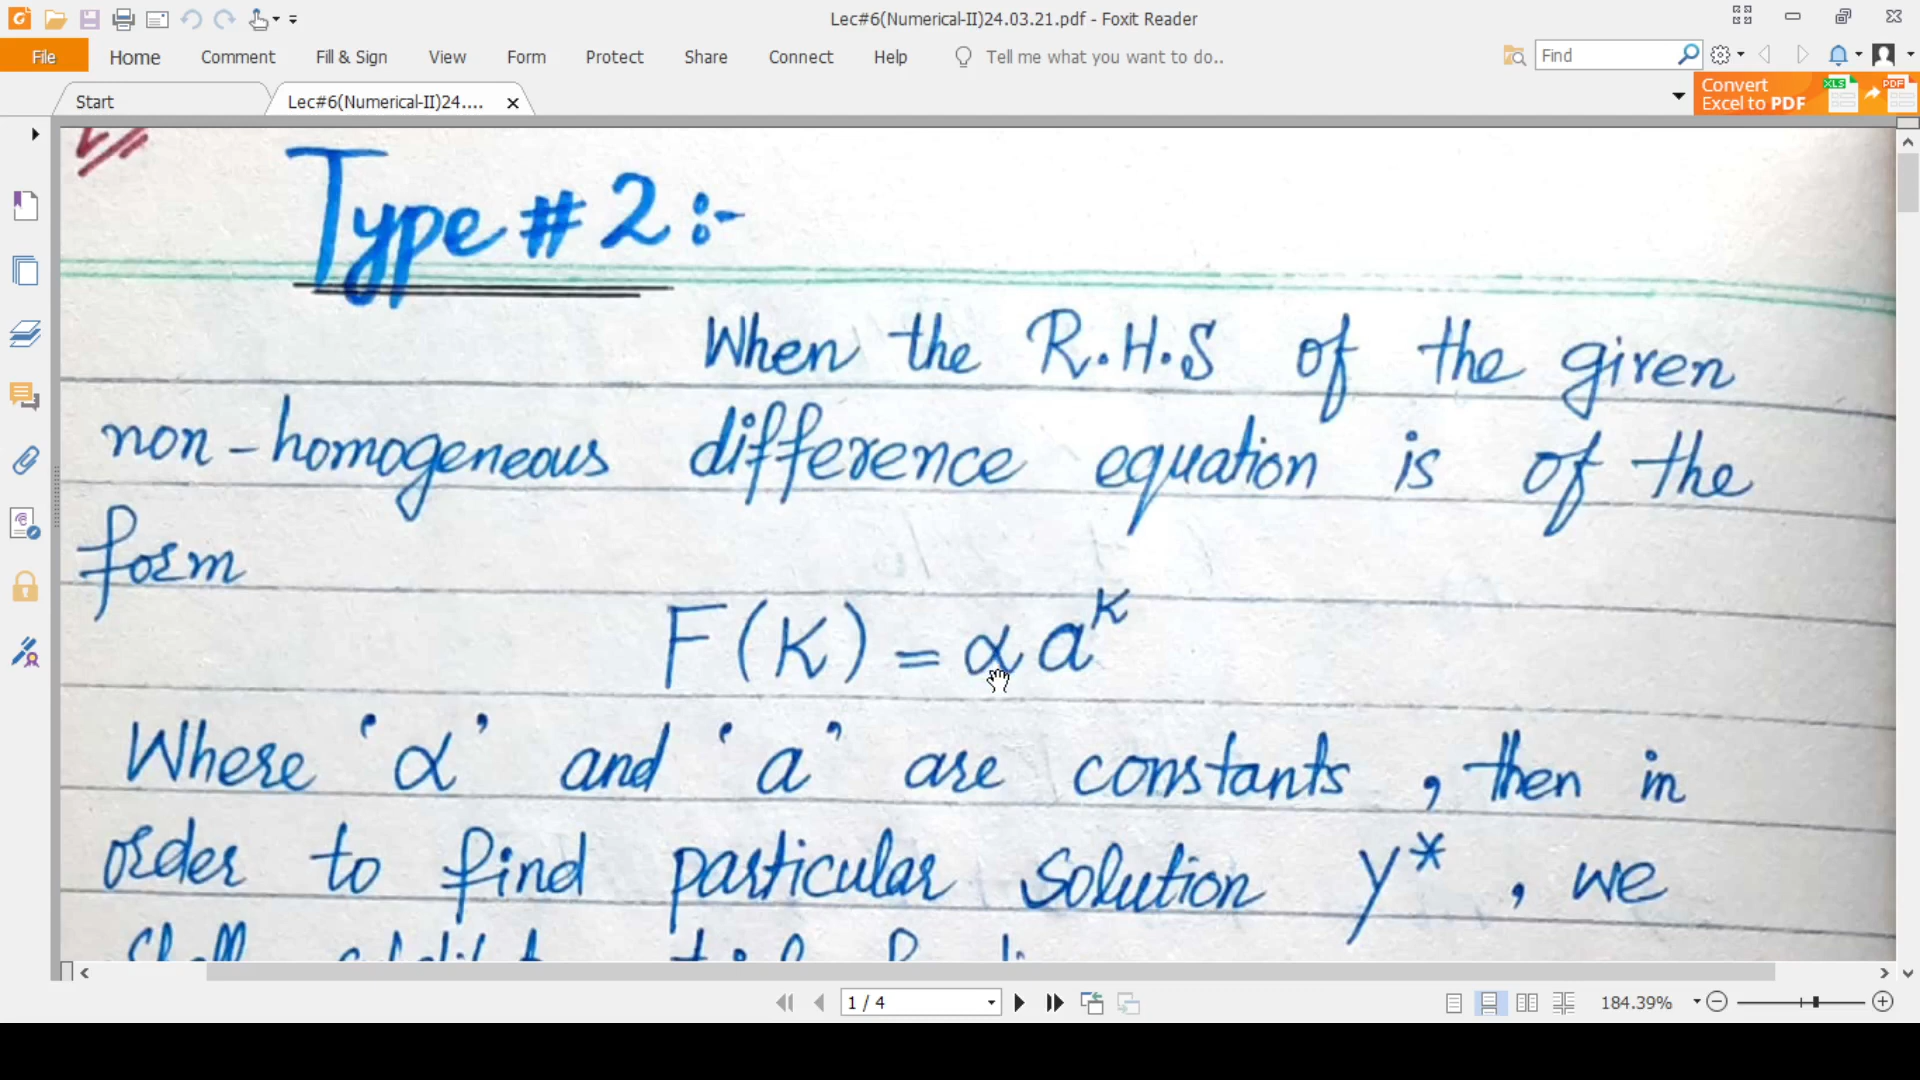 Lec#6(Numerical-II)24.03.21.pdf - Foxit Reader
File Home Comment Fill & Sign View Form Protect Share Connect Help Tell me what you want to do.. Find
Start Lec#6(Numerical-II)24.... Convert Excel to PDF XLS PDF
Type # 2 :-
When the R.H.S of the given
non-homogeneous difference equation is of the
form
F(K) = α a^K
Where 'α' and 'a' are constants, then in
order to find particular solution y*, we
1 / 4 184.39%